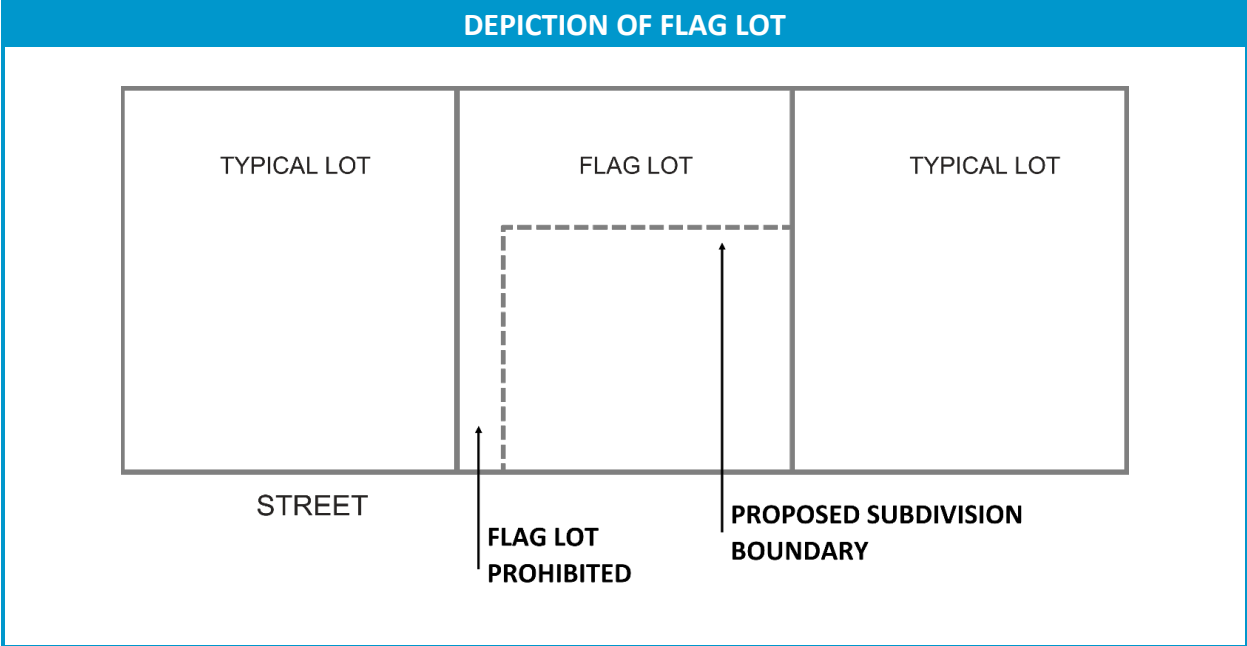 DEPICTION OF FLAG LOT
TYPICAL LOT
FLAG LOT
TYPICAL LOT
STREET
FLAG LOT
PROHIBITED
PROPOSED SUBDIVISION
BOUNDARY